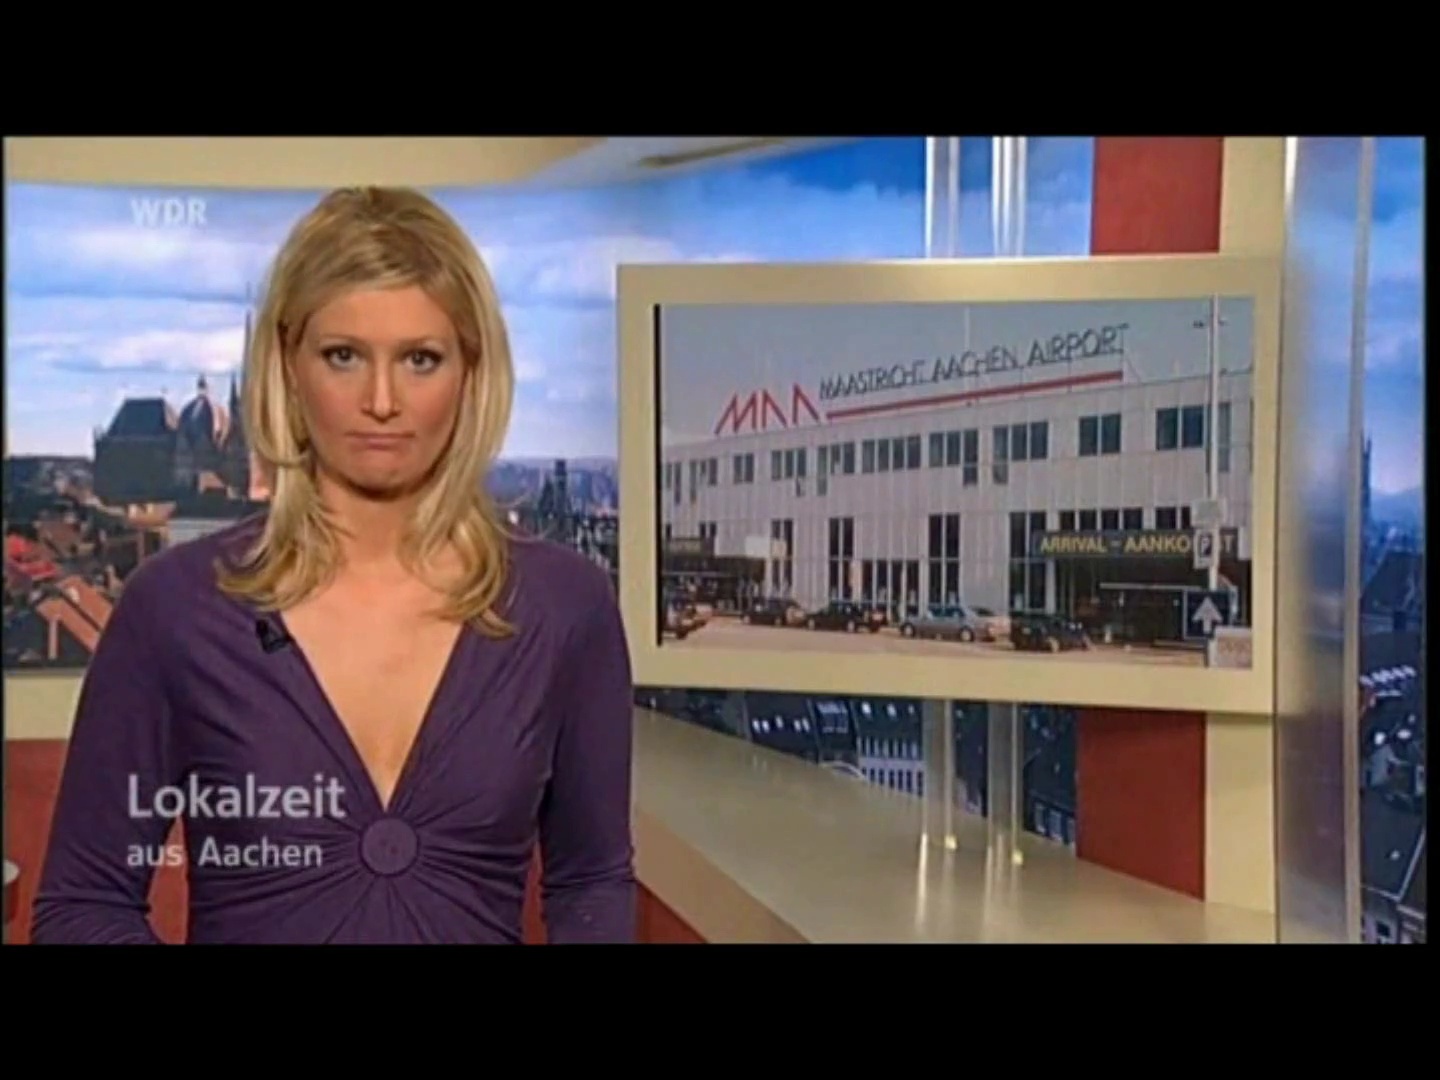 WDR
MAA MAASTRICHT AACHEN AIRPORT
ARRIVAL - AANKO
P
Lokalzeit
aus Aachen